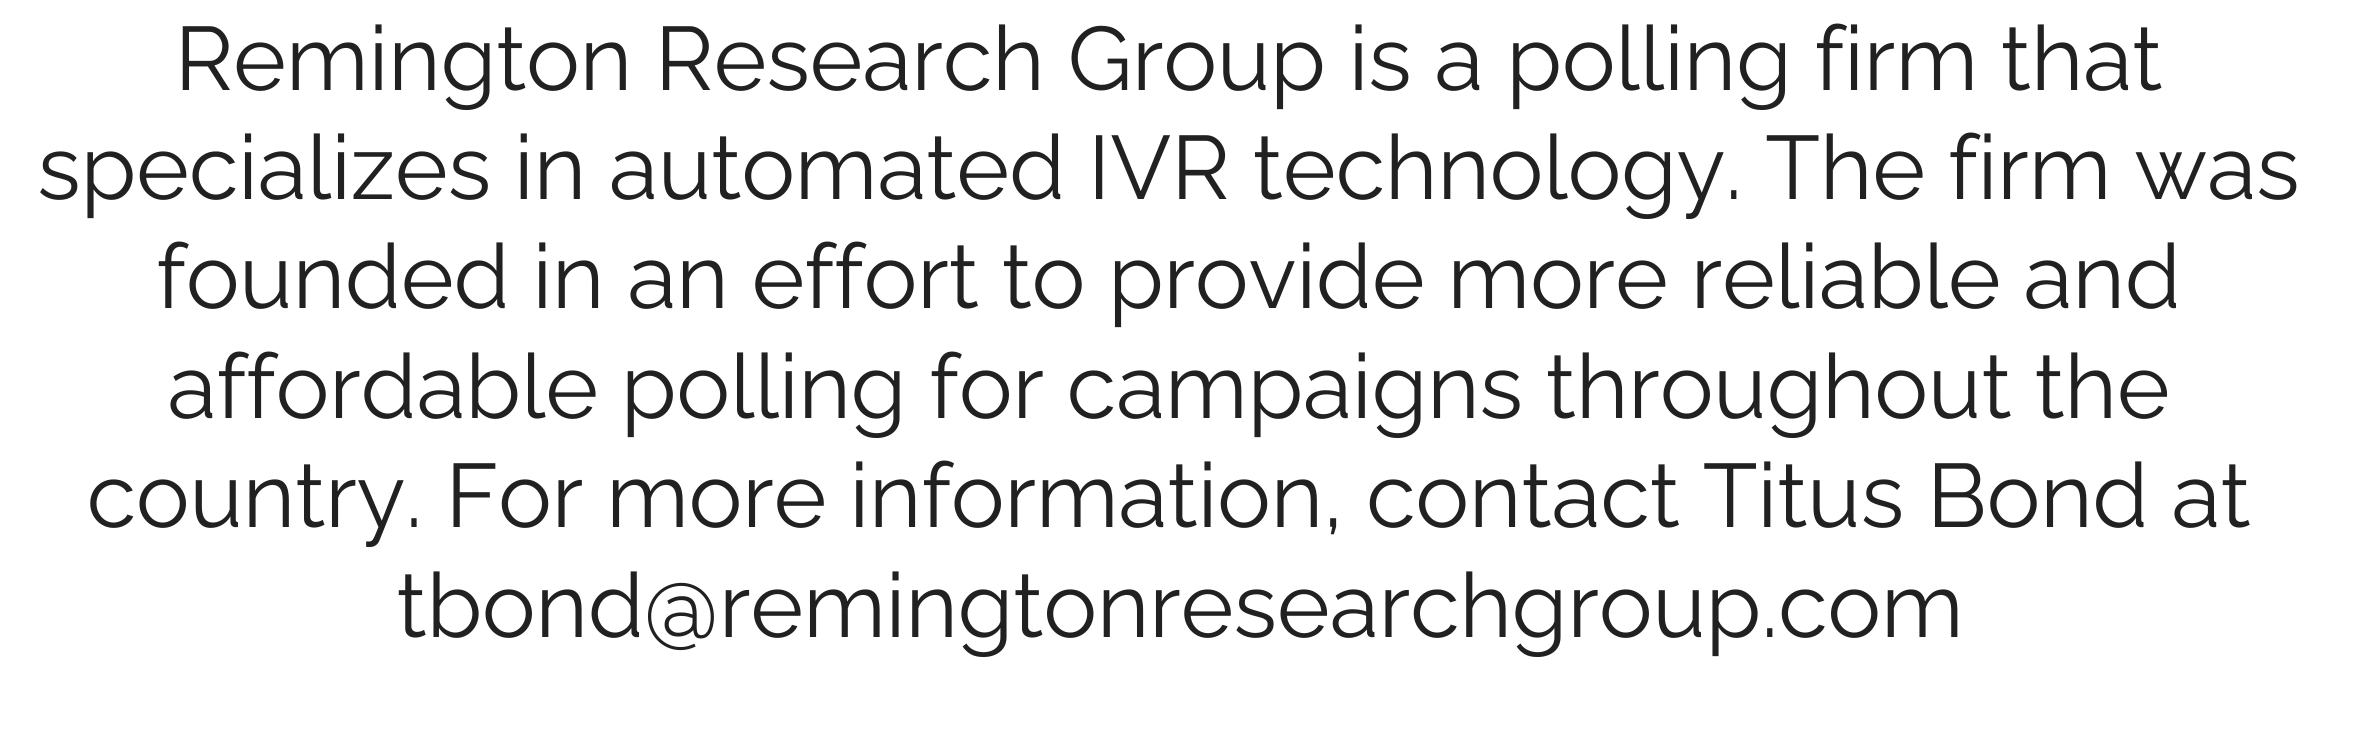 Remington Research Group is a polling firm that
specializes in automated IVR technology. The firm was
founded in an effort to provide more reliable and
affordable polling for campaigns throughout the
country. For more information, contact Titus Bond at
tbond@remingtonresearchgroup.com